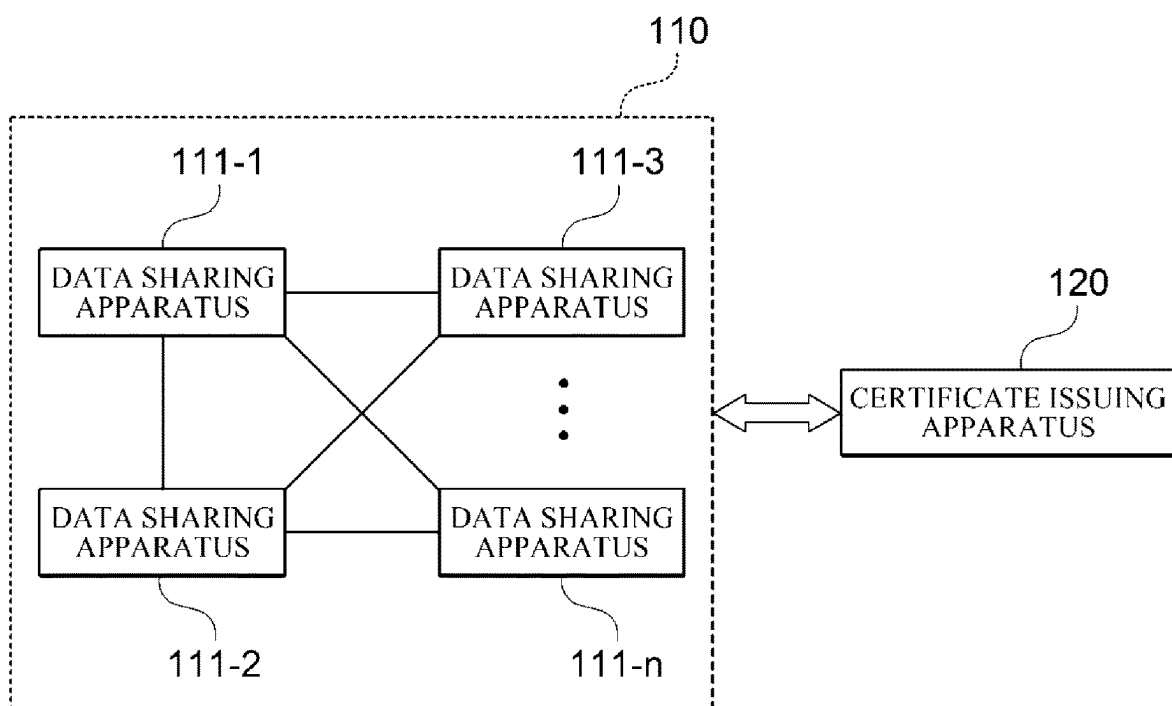 110
111-1
111-3
DATA SHARING
APPARATUS
DATA SHARING
APPARATUS
120
CERTIFICATE ISSUING
APPARATUS
DATA SHARING
APPARATUS
DATA SHARING
APPARATUS
111-2
111-n